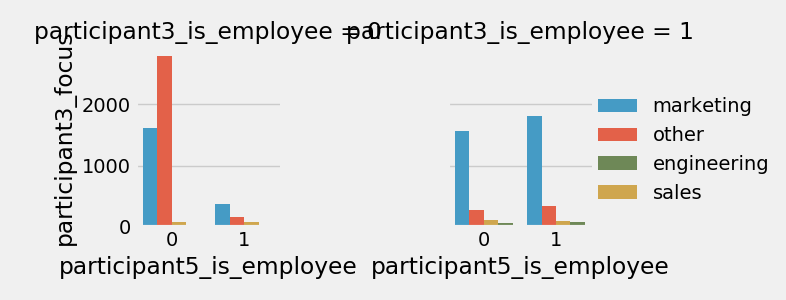 participant3_is_employee = 0
participant3_is_employee = 1
participant3_focus
2000
1000
0
0
1
0
1
participant5_is_employee
participant5_is_employee
marketing
other
engineering
sales